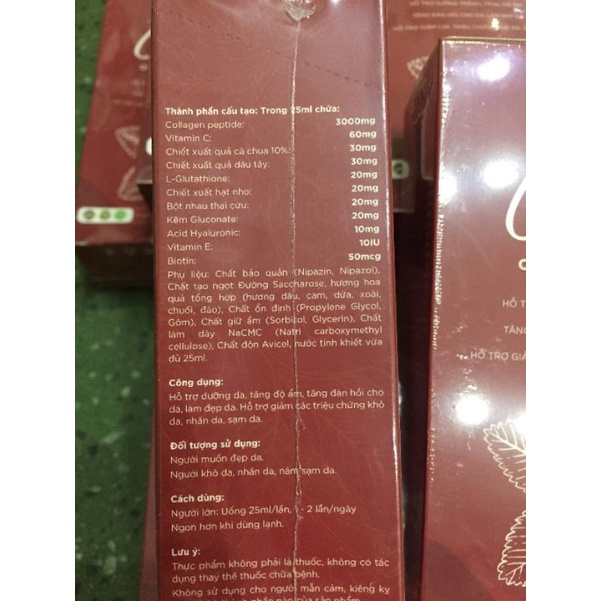 Thành phần cấu tạo: Trong 25ml chứa:
Collagen peptide: 3000mg
Vitamin C: 60mg
Chiết xuất quả cà chua 10%: 30mg
Chiết xuất quả dâu tây: 30mg
L-Glutathione: 20mg
Chiết xuất hạt nho: 20mg
Bột nhau thai cừu: 20mg
Kẽm Gluconate: 20mg
Acid Hyaluronic: 10mg
Vitamin E: 10IU
Biotin: 50mcg
Phụ liệu: Chất bảo quản (Nipazin, Nipazol),
Chất tạo ngọt Đường Saccharose, hương hoa
quả tổng hợp (hương dâu, cam, dứa, xoài,
chuối, đào), Chất ổn định (Propylene Glycol,
Gôm), Chất giữ ẩm (Sorbitol, Glycerin), Chất
làm dày NaCMC (Natri carboxymethyl
cellulose), Chất độn Avicel, nước tinh khiết vừa
đủ 25ml.
Công dụng:
Hỗ trợ dưỡng da, tăng độ ẩm, tăng đàn hồi cho
da, làm đẹp da. Hỗ trợ giảm các triệu chứng khô
da, nhăn da, sạm da.
Đối tượng sử dụng:
Người muốn đẹp da.
Người khô da, nhăn da, nám sạm da.
Cách dùng:
Người lớn: Uống 25ml/lần, 1 - 2 lần/ngày
Ngon hơn khi dùng lạnh.
Lưu ý:
Thực phẩm không phải là thuốc, không có tác
dụng thay thế thuốc chữa bệnh.
Không sử dụng cho người mẫn cảm, kiêng kỵ
HỖ TR
TĂNG
HỖ TRỢ GIẢ